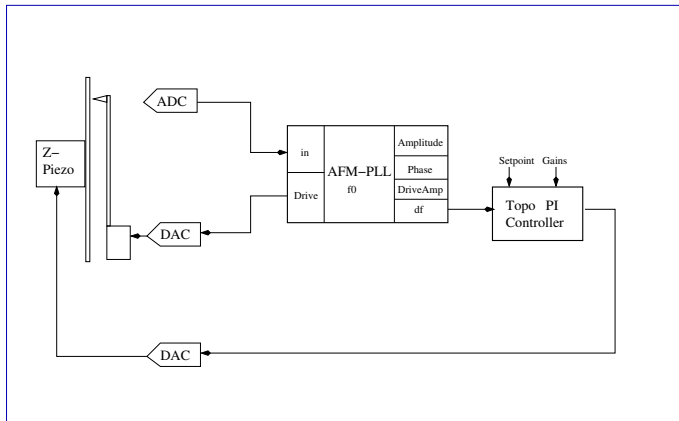 ADC
Amplitude
Z-
Piezo
in
AFM-PLL
f0
Phase
Setpoint Gains
Drive
DriveAmp
df
Topo PI
Controller
DAC
DAC